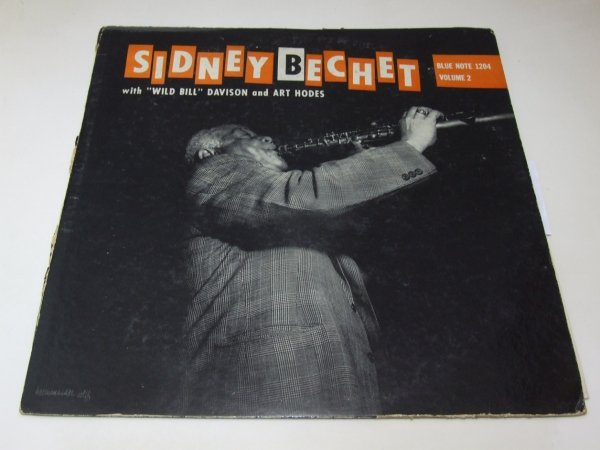 SIDNEY BECHET
with "WILD BILL" DAVISON and ART HODES
BLUE NOTE 1204
VOLUME 2